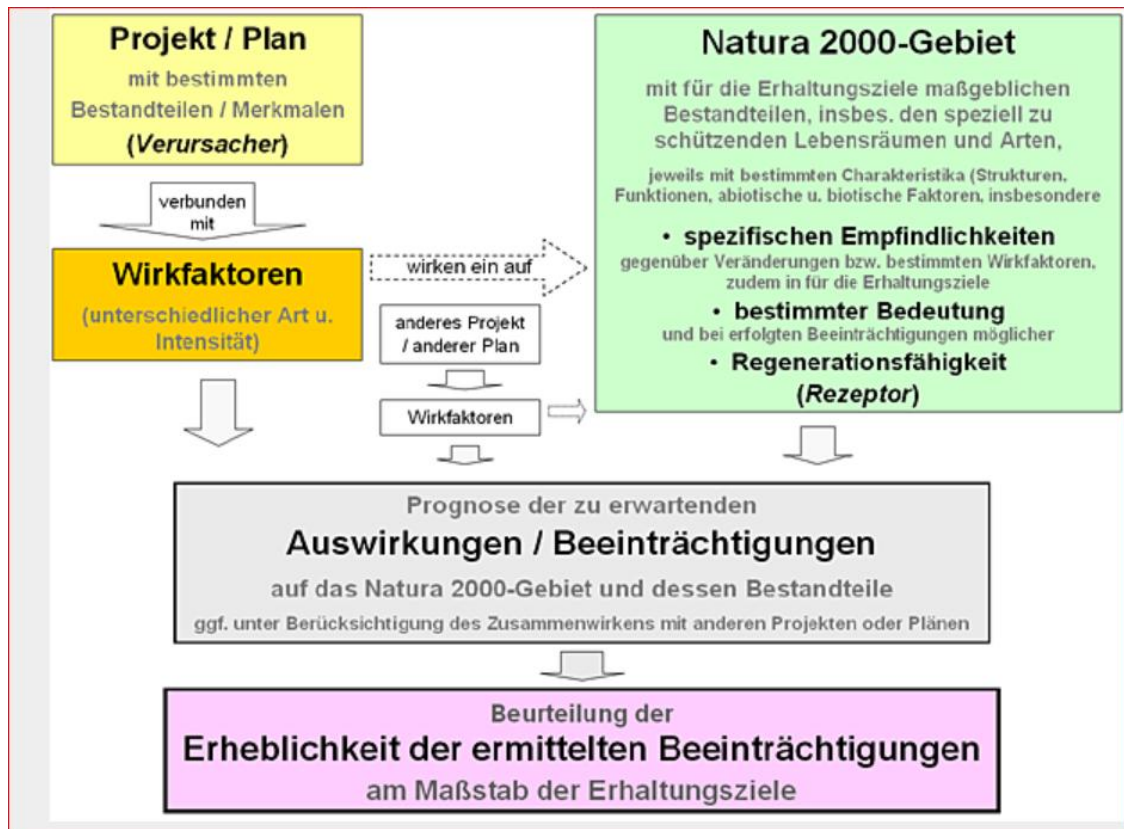 Projekt / Plan
mit bestimmten
Bestandteilen / Merkmalen
(Verursacher)
verbunden
mit
Wirkfaktoren
(unterschiedlicher Art u.
Intensität)
wirken ein auf
anderes Projekt
/ anderer Plan
Wirkfaktoren
Natura 2000-Gebiet
mit für die Erhaltungsziele maßgeblichen
Bestandteilen, insbes. den speziell zu
schützenden Lebensräumen und Arten,
jeweils mit bestimmten Charakteristika (Strukturen,
Funktionen, abiotische u. biotische Faktoren, insbesondere
• spezifischen Empfindlichkeiten
gegenüber Veränderungen bzw. bestimmten Wirkfaktoren,
zudem in für die Erhaltungsziele
• bestimmter Bedeutung
und bei erfolgten Beeinträchtigungen möglicher
• Regenerationsfähigkeit
(Rezeptor)
Prognose der zu erwartenden
Auswirkungen / Beeinträchtigungen
auf das Natura 2000-Gebiet und dessen Bestandteile
ggf. unter Berücksichtigung des Zusammenwirkens mit anderen Projekten oder Plänen
Beurteilung der
Erheblichkeit der ermittelten Beeinträchtigungen
am Maßstab der Erhaltungsziele